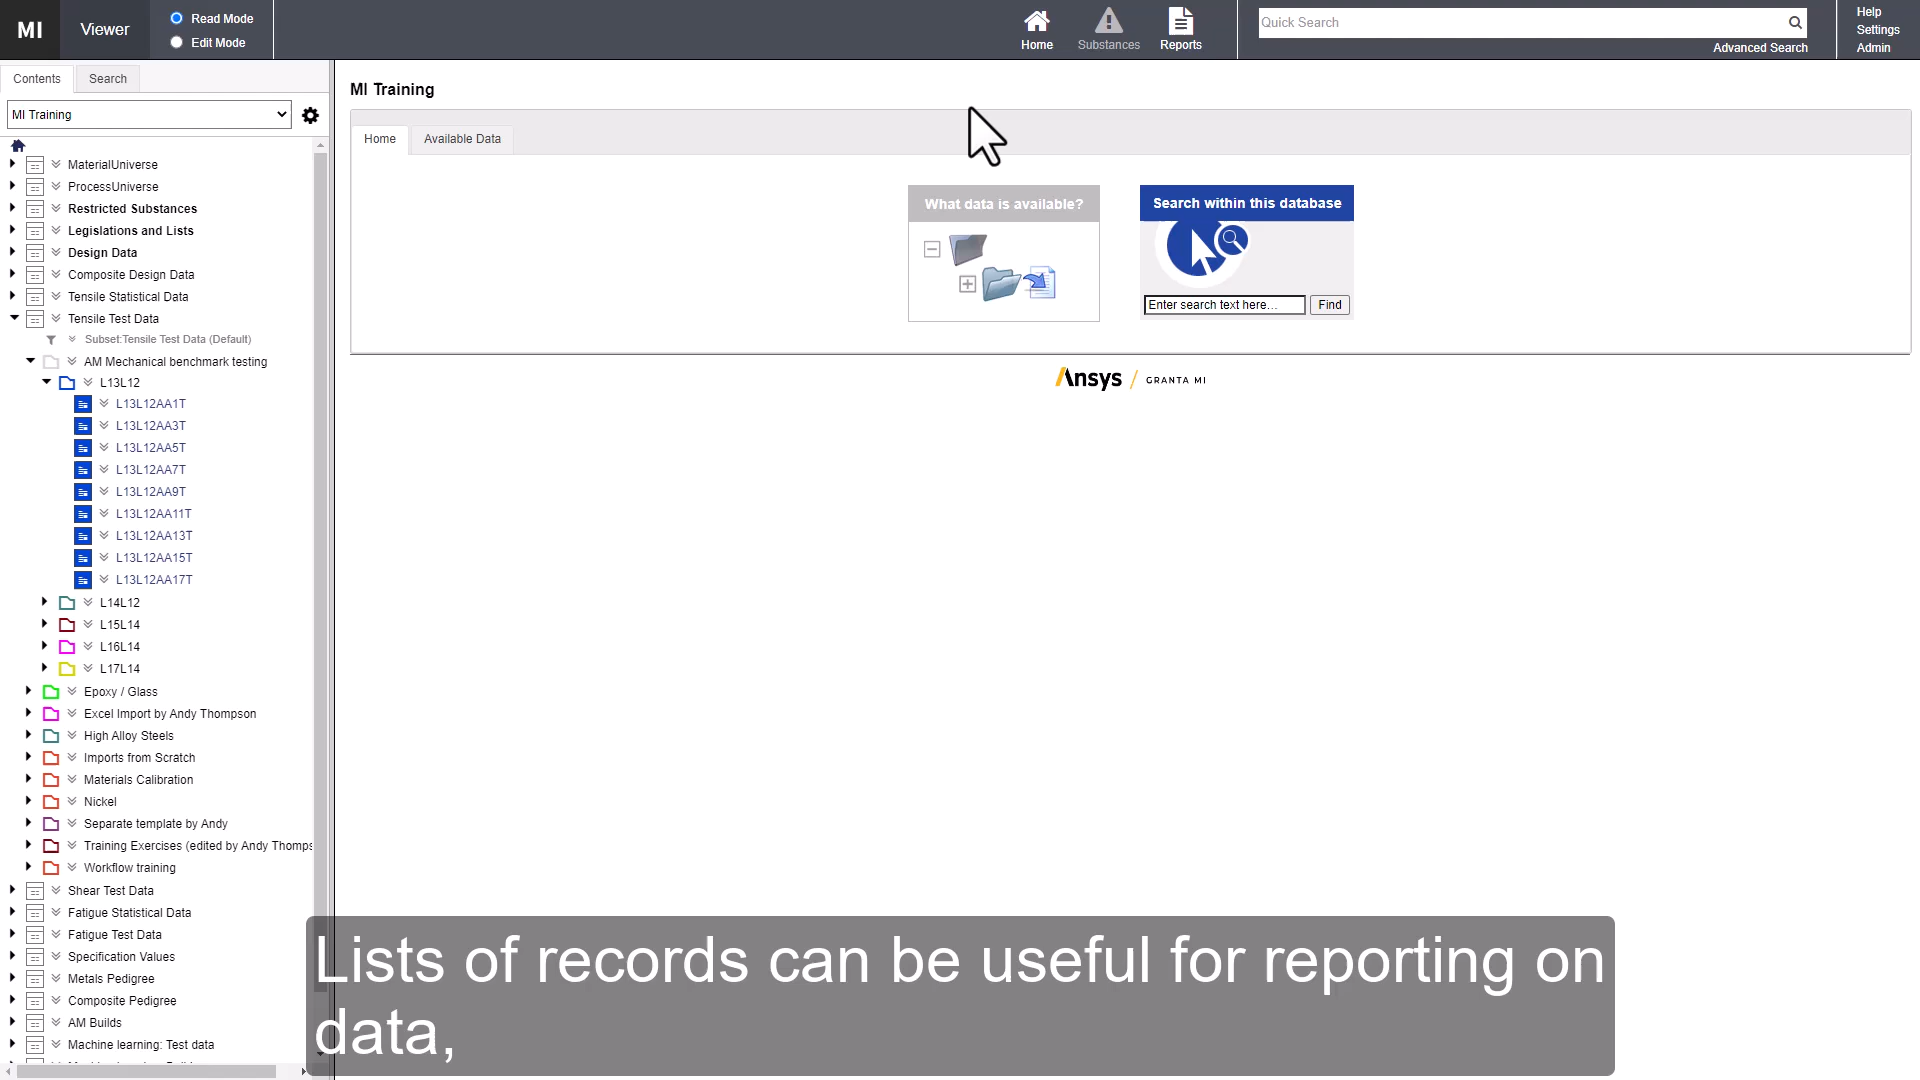 MI
Viewer
Read Mode
Edit Mode
Home
Substances
Reports
Quick Search
Advanced Search
Help
Settings
Admin
Contents
Search
MI Training
MaterialUniverse
ProcessUniverse
Restricted Substances
Legislations and Lists
Design Data
Composite Design Data
Tensile Statistical Data
Tensile Test Data
Subset:Tensile Test Data (Default)
AM Mechanical benchmark testing
L13L12
L13L12AA1T
L13L12AA3T
L13L12AA5T
L13L12AA7T
L13L12AA9T
L13L12AA11T
L13L12AA13T
L13L12AA15T
L13L12AA17T
L14L12
L15L14
L16L14
L17L14
Epoxy / Glass
Excel Import by Andy Thompson
High Alloy Steels
Imports from Scratch
Materials Calibration
Nickel
Separate template by Andy
Training Exercises (edited by Andy Thomps
Workflow training
Shear Test Data
Fatigue Statistical Data
Fatigue Test Data
Specification Values
Metals Pedigree
Composite Pedigree
AM Builds
Machine learning: Test data
MI Training
Home
Available Data
What data is available?
Search within this database
Enter search text here...
Find
Ansys / GRANTA MI
Lists of records can be useful for reporting on
data,